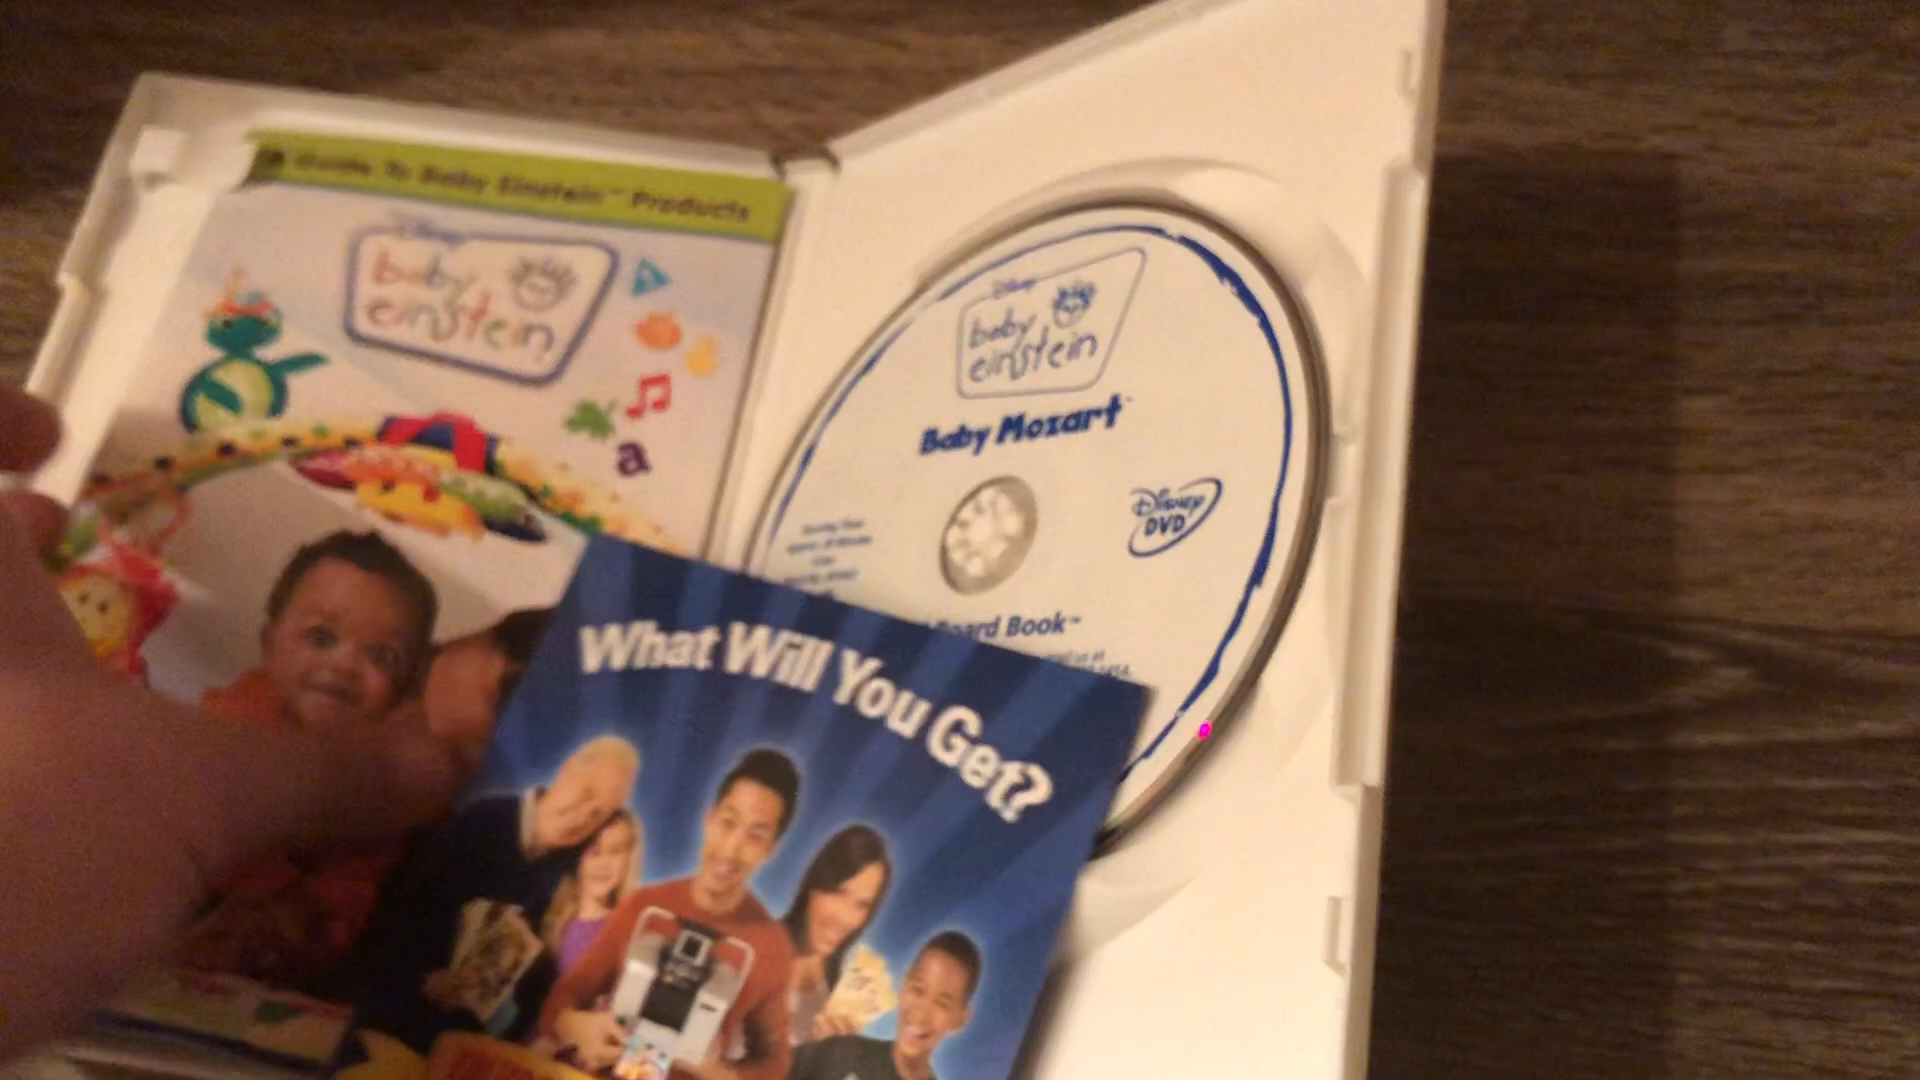 Guide To Baby Einstein™ Products
Disney
baby
einstein
a
Disney
baby
einstein
Baby Mozart™
Disney
DVD
Board Book™
What Will You Get?